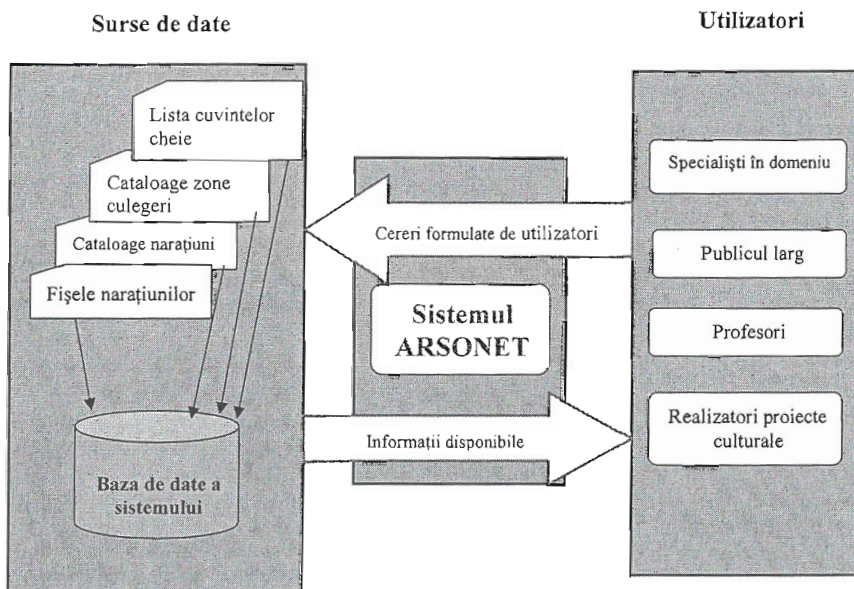 Surse de date
Utilizatori
Lista cuvintelor
cheie
Cataloage zone
culegeri
Cataloage narațiuni
Fișele narațiunilor
Baza de date a
sistemului
Cereri formulate de utilizatori
Sistemul
ARSONET
Informații disponibile
Specialiști în domeniu
Publicul larg
Profesori
Realizatori proiecte
culturale